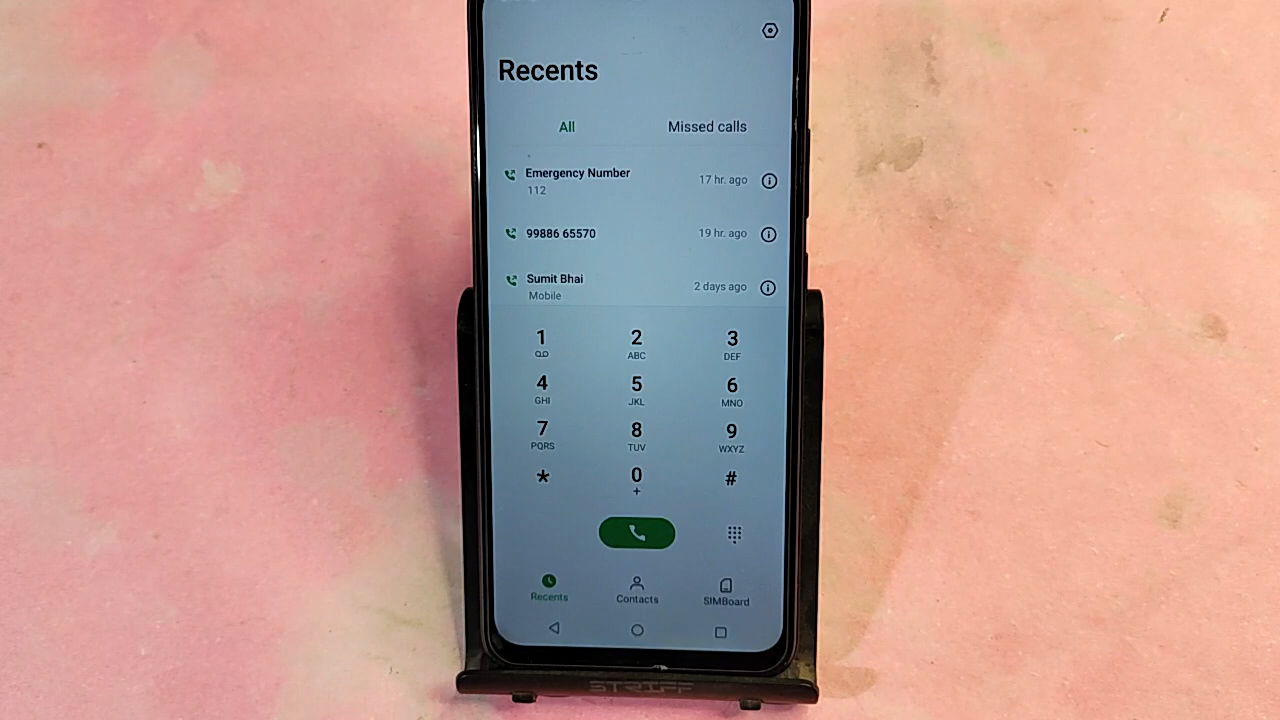 Recents
All Missed calls
Emergency Number 17 hr. ago
112
99886 65570 19 hr. ago
Sumit Bhai 2 days ago
Mobile
1 2 3
ABC DEF
4 5 6
GHI JKL MNO
7 8 9
PQRS TUV WXYZ
* 0 #
+
Recents Contacts SIMBoard
STRIFF